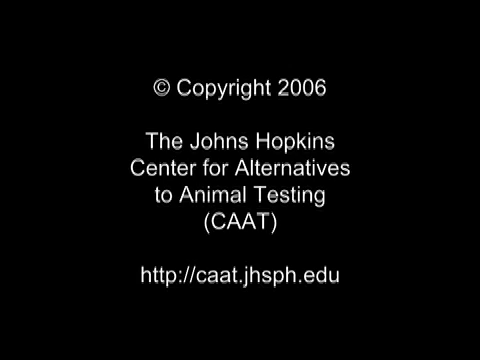 © Copyright 2006
The Johns Hopkins
Center for Alternatives
to Animal Testing
(CAAT)
http://caat.jhsph.edu